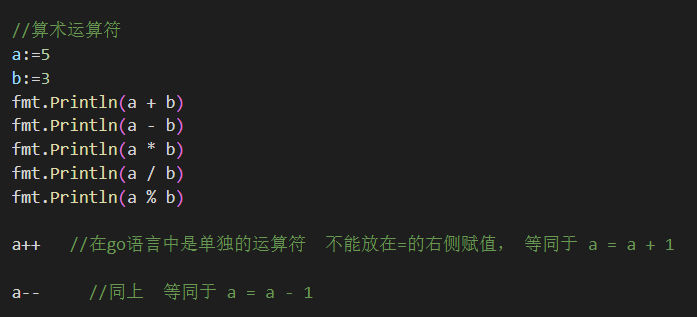 //算术运算符
a:=5
b:=3
fmt.Println(a + b)
fmt.Println(a - b)
fmt.Println(a * b)
fmt.Println(a / b)
fmt.Println(a % b)
a++ //在go语言中是单独的运算符 不能放在=的右侧赋值, 等同于 a = a + 1
a-- //同上 等同于 a = a - 1